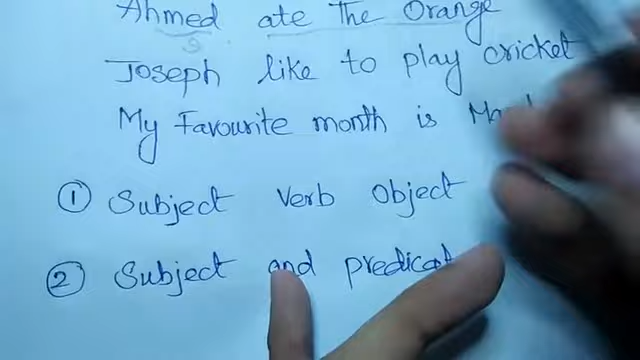 Ahmed ate The Orange
Joseph like to play cricket
My Favourite month is
① Subject Verb Object
② Subject and